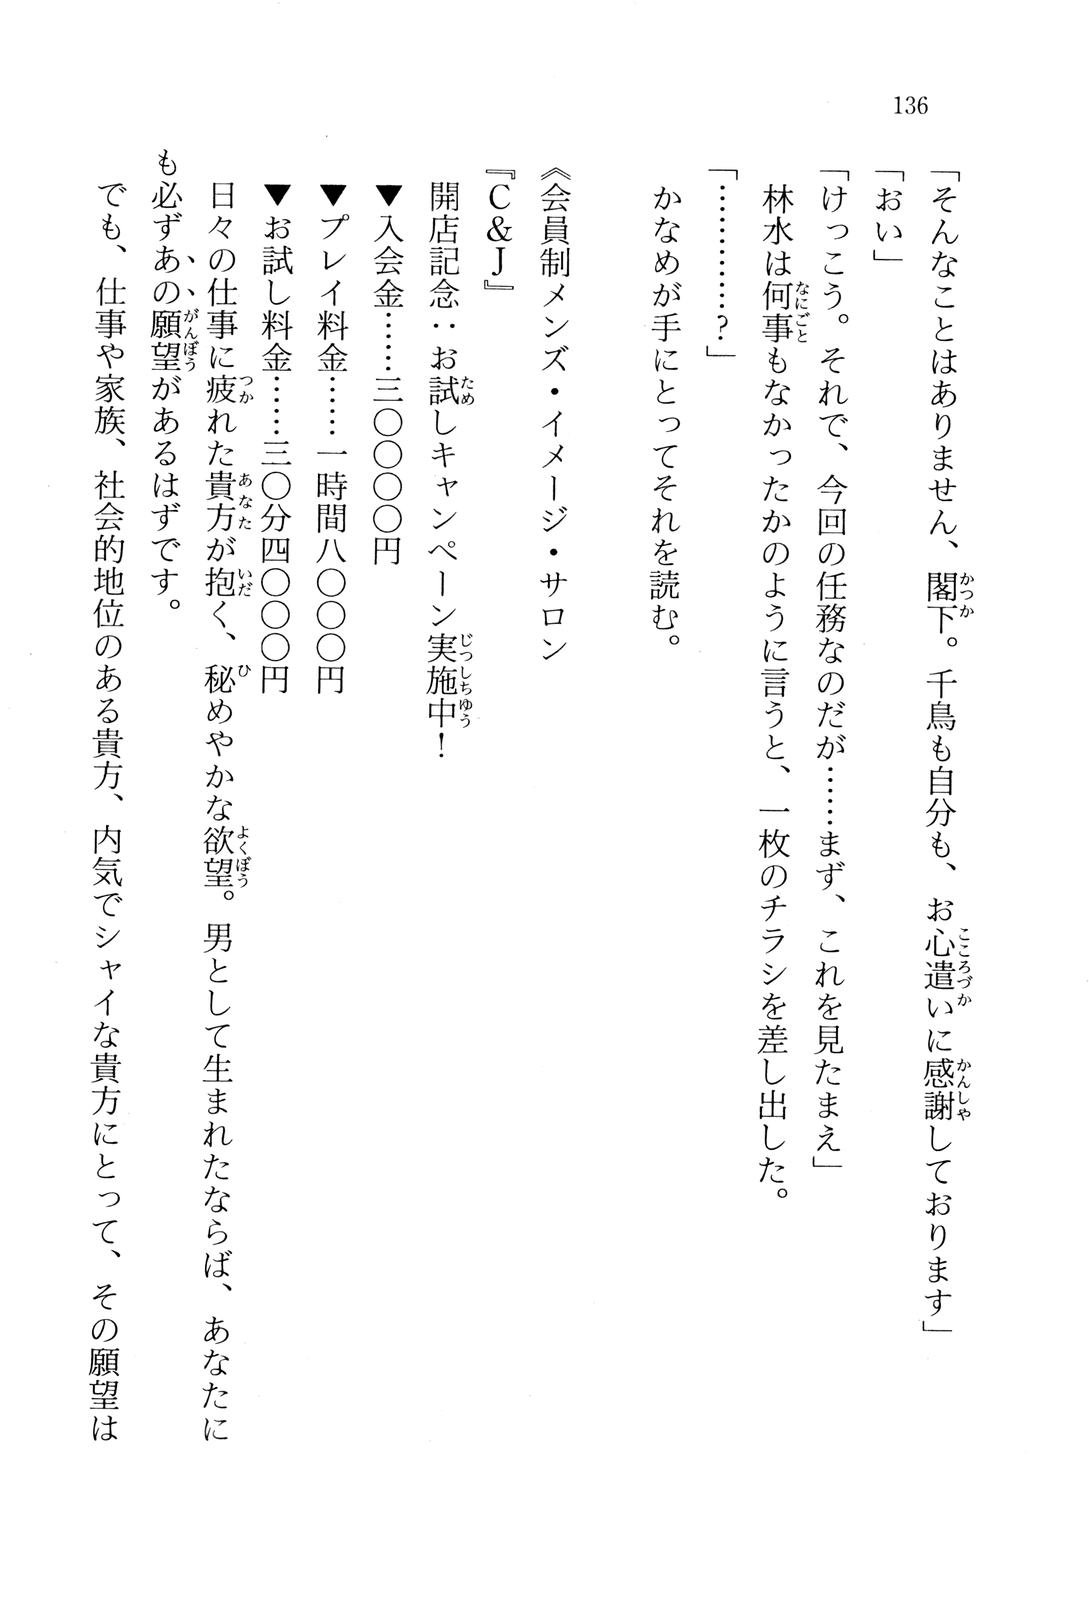 136
「そんなことはありません、閣下。千鳥も自分も、お心遣いに感謝しております」
「おい」
「けっこう。それで、今回の任務なのだが……まず、これを見たまえ」
林水は何事もなかったかのように言うと、一枚のチラシを差し出した。
「…………?」
かなめが手にとってそれを読む。
《会員制メンズ・イメージ・サロン
『C&J』
開店記念：お試しキャンペーン実施中！
▼入会金……三〇〇〇〇円
▼プレイ料金……一時間八〇〇〇円
▼お試し料金……三〇分四〇〇〇円
日々の仕事に疲れた貴方が抱く、秘めやかな欲望。男として生まれたならば、あなたに
も必ずあの願望があるはずです。
でも、仕事や家族、社会的地位のある貴方、内気でシャイな貴方にとって、その願望は